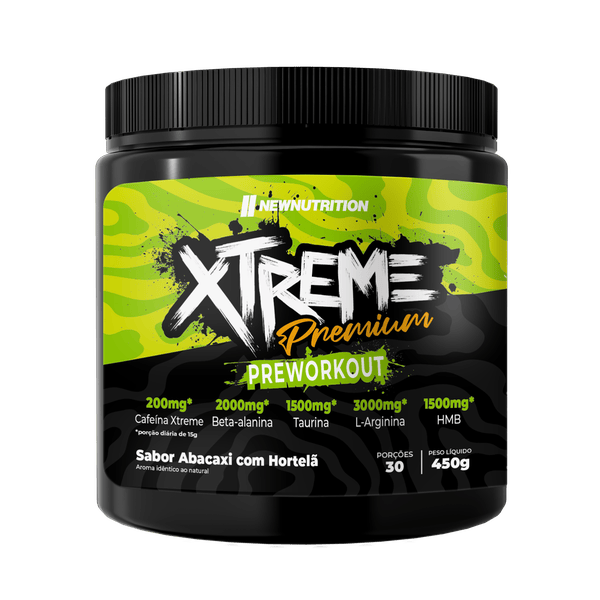 NEWNUTRITION
XTREME
Premium
PREWORKOUT
200mg* 2000mg* 1500mg* 3000mg* 1500mg*
Cafeína Xtreme Beta-alanina Taurina L-Arginina HMB
*porção diária de 15g
Sabor Abacaxi com Hortelã
Aroma idêntico ao natural
PORÇÕES
30
PESO LÍQUIDO
450g